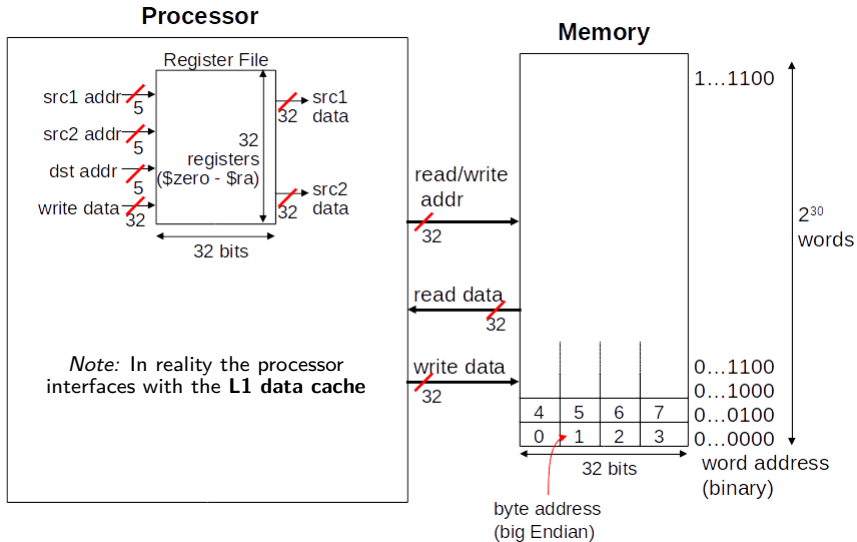 Processor
Register File
src1 addr
5
src2 addr
5
dst addr
5
write data
32
32
registers
($zero - $ra)
src1
data
32
src2
data
32
32 bits
Note: In reality the processor
interfaces with the L1 data cache
read/write
addr
32
read data
32
write data
32
Memory
1…1100
2³⁰
words
0…1100
0…1000
4 5 6 7 0…0100
0 1 2 3 0…0000
32 bits
word address
(binary)
byte address
(big Endian)